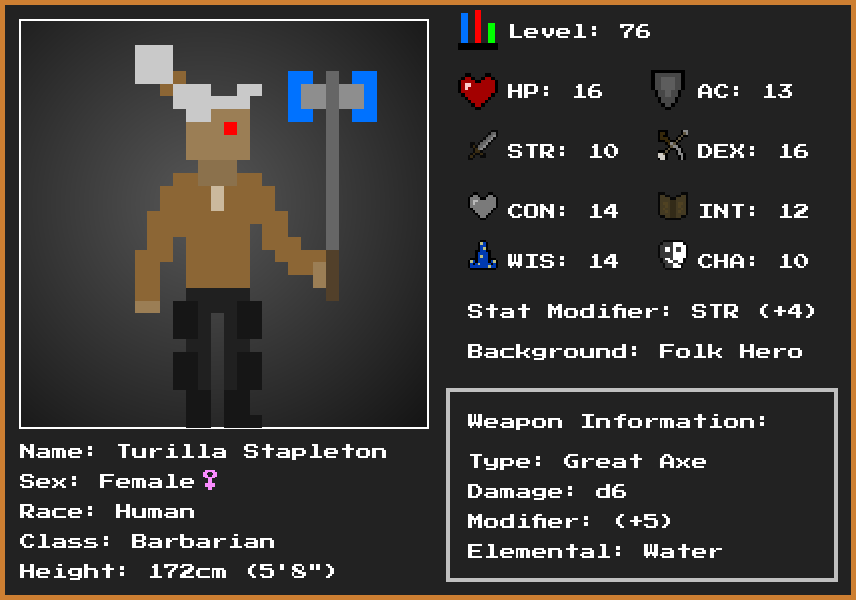 Level: 76
HP: 16 AC: 13
STR: 10 DEX: 16
CON: 14 INT: 12
WIS: 14 CHA: 10
Stat Modifier: STR (+4)
Background: Folk Hero
Name: Turilla Stapleton
Sex: Female♀
Race: Human
Class: Barbarian
Height: 172cm (5'8")
Weapon Information:
Type: Great Axe
Damage: d6
Modifier: (+5)
Elemental: Water